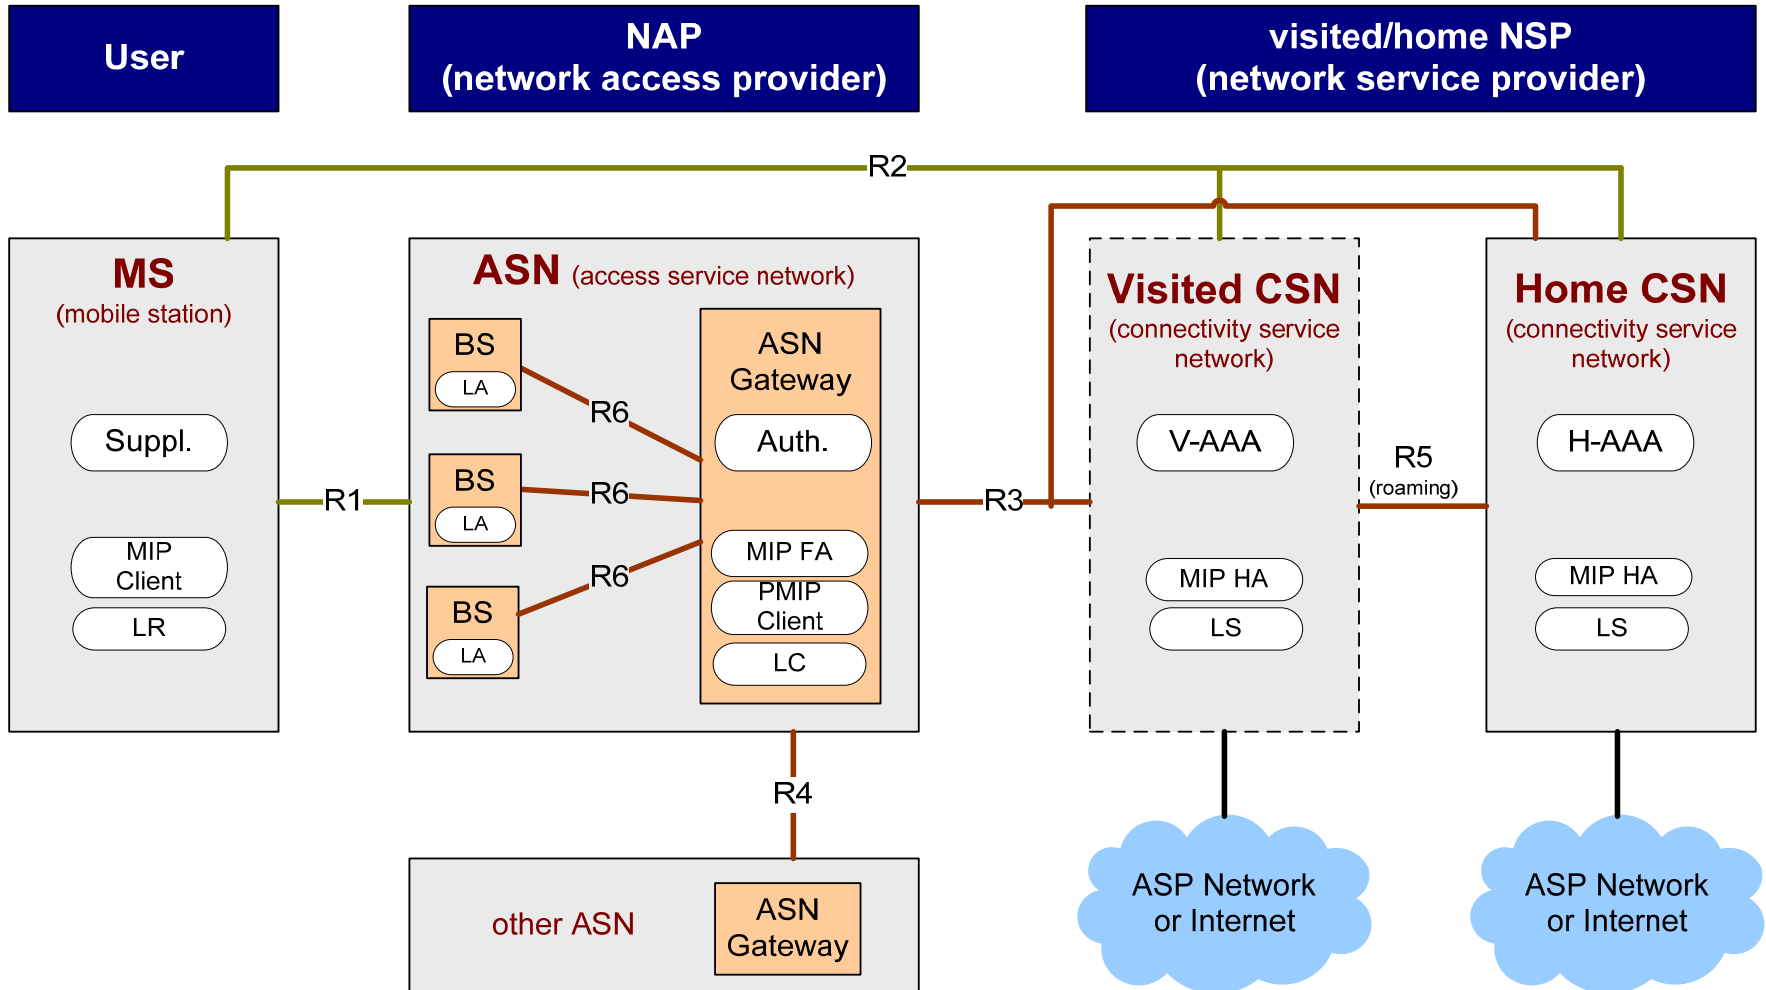 User
NAP
(network access provider)
visited/home NSP
(network service provider)
R2
MS
(mobile station)
Suppl.
MIP
Client
LR
R1
ASN (access service network)
BS
LA
BS
LA
BS
LA
R6
R6
R6
ASN
Gateway
Auth.
MIP FA
PMIP
Client
LC
R3
Visited CSN
(connectivity service
network)
V-AAA
MIP HA
LS
R5
(roaming)
Home CSN
(connectivity service
network)
H-AAA
MIP HA
LS
R4
other ASN
ASN
Gateway
ASP Network
or Internet
ASP Network
or Internet